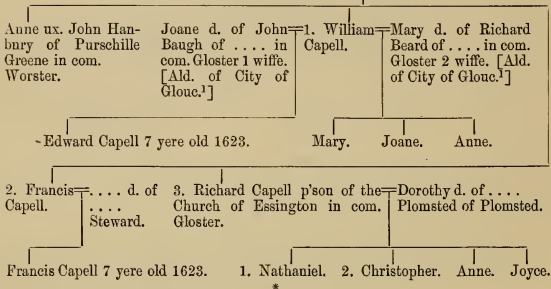 Anne ux. John Han-
bury of Purschille
Greene in com.
Worster.
Joane d. of John
Baugh of .... in
com. Gloster 1 wiffe.
[Ald. of City of
Glouc.¹]
1. William
Capell.
Mary d. of Richard
Beard of .... in com.
Gloster 2 wiffe. [Ald.
of City of Glouc.¹]
Edward Capell 7 yere old 1623.
Mary. Joane. Anne.
2. Francis
Capell.
.... d. of
....
Steward.
3. Richard Capell p'son of the
Church of Essington in com.
Gloster.
Dorothy d. of ....
Plomsted of Plomsted.
Francis Capell 7 yere old 1623.
1. Nathaniel. 2. Christopher. Anne. Joyce.
*